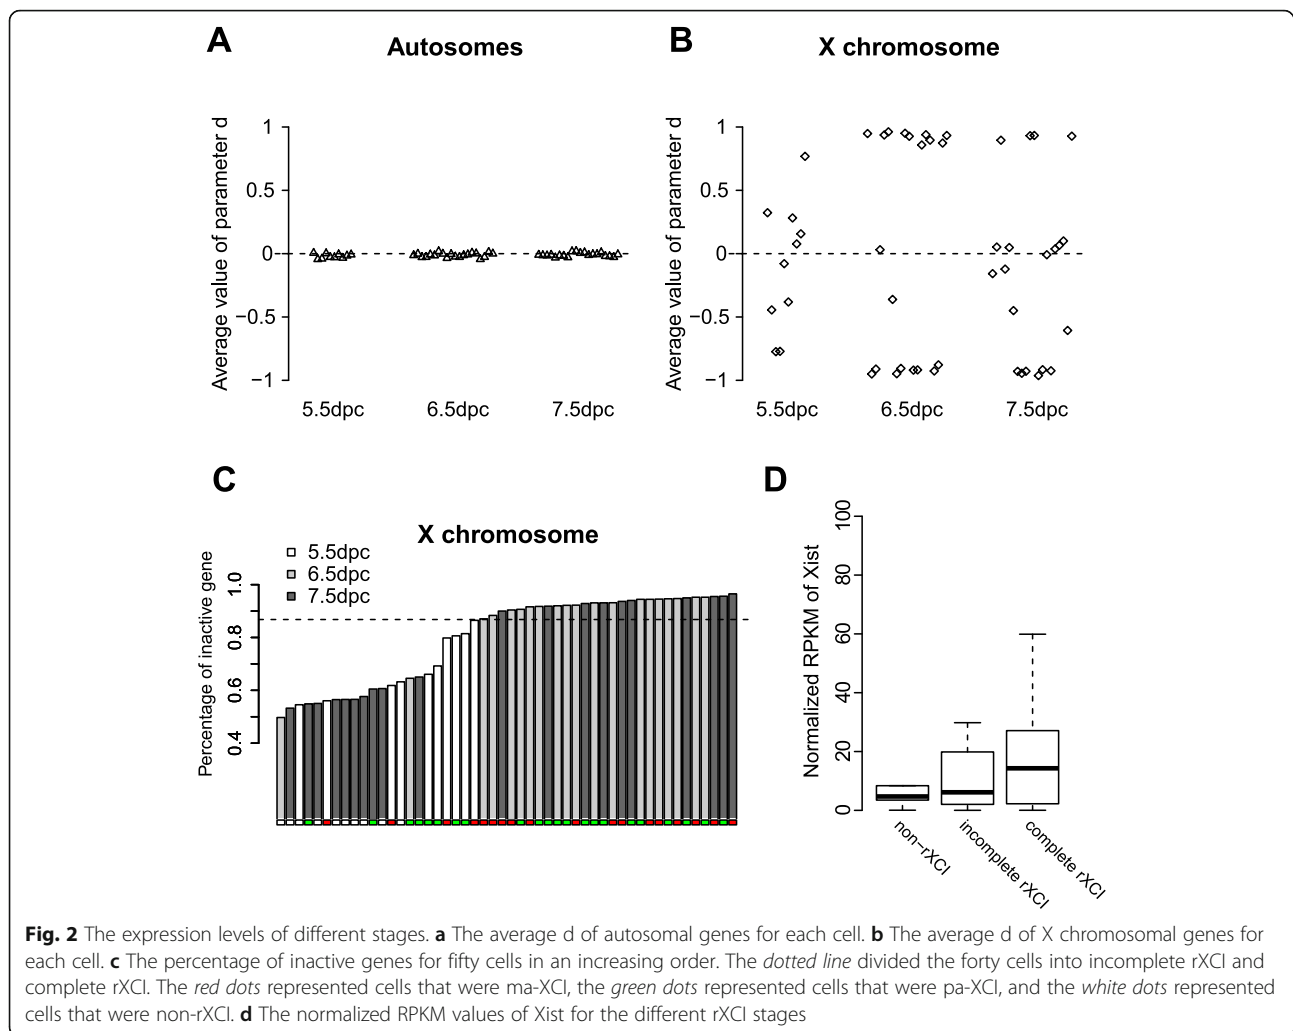 A
Autosomes
Average value of parameter d
1
0.5
0
−0.5
−1
5.5dpc 6.5dpc 7.5dpc
B
X chromosome
Average value of parameter d
1
0.5
0
−0.5
−1
5.5dpc 6.5dpc 7.5dpc
C
X chromosome
5.5dpc
6.5dpc
7.5dpc
Percentage of inactive gene
1.0
0.8
0.6
0.4
D
Normalized RPKM of Xist
100
80
60
40
20
0
non−rXCI
incomplete rXCI
complete rXCI
Fig. 2 The expression levels of different stages. a The average d of autosomal genes for each cell. b The average d of X chromosomal genes for
each cell. c The percentage of inactive genes for fifty cells in an increasing order. The dotted line divided the forty cells into incomplete rXCI and
complete rXCI. The red dots represented cells that were ma-XCI, the green dots represented cells that were pa-XCI, and the white dots represented
cells that were non-rXCI. d The normalized RPKM values of Xist for the different rXCI stages